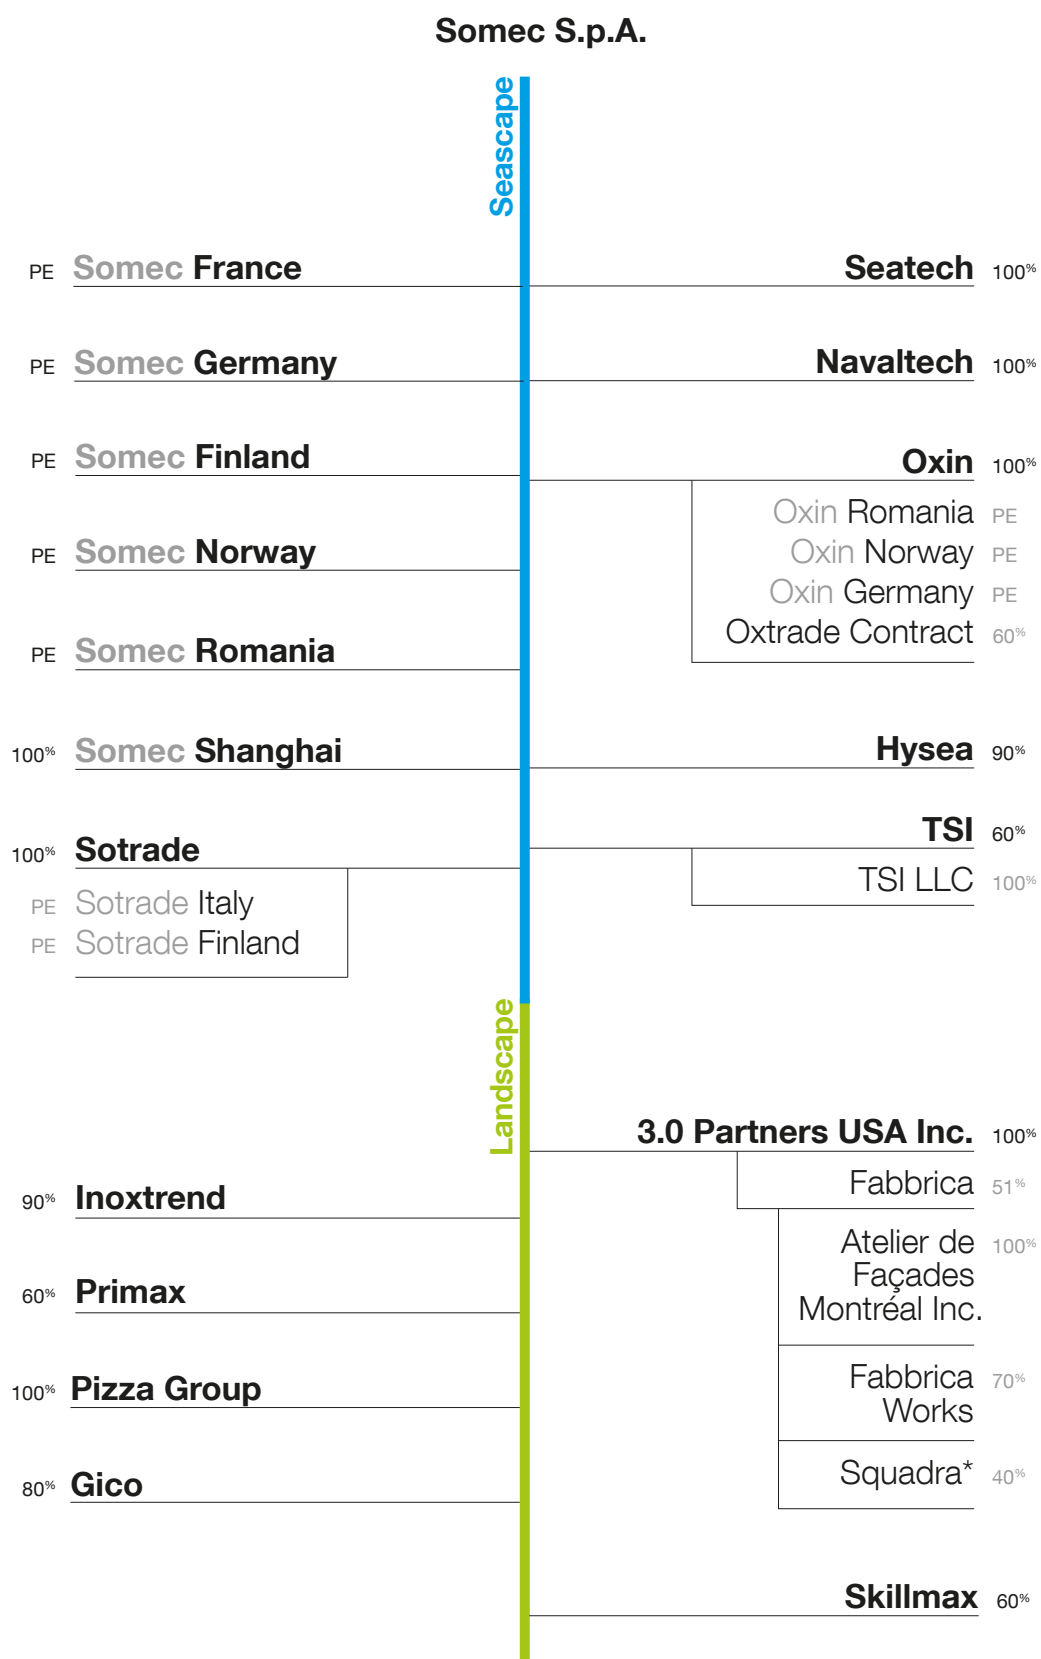 Somec S.p.A.
Seascape
PE Somec France
PE Somec Germany
PE Somec Finland
PE Somec Norway
PE Somec Romania
100% Somec Shanghai
100% Sotrade
PE Sotrade Italy
PE Sotrade Finland
Seatech 100%
Navaltech 100%
Oxin 100%
Oxin Romania PE
Oxin Norway PE
Oxin Germany PE
Oxtrade Contract 60%
Hysea 90%
TSI 60%
TSI LLC 100%
Landscape
90% Inoxtrend
60% Primax
100% Pizza Group
80% Gico
3.0 Partners USA Inc. 100%
Fabbrica 51%
Atelier de 100%
Façades
Montréal Inc.
Fabbrica 70%
Works
Squadra* 40%
Skillmax 60%